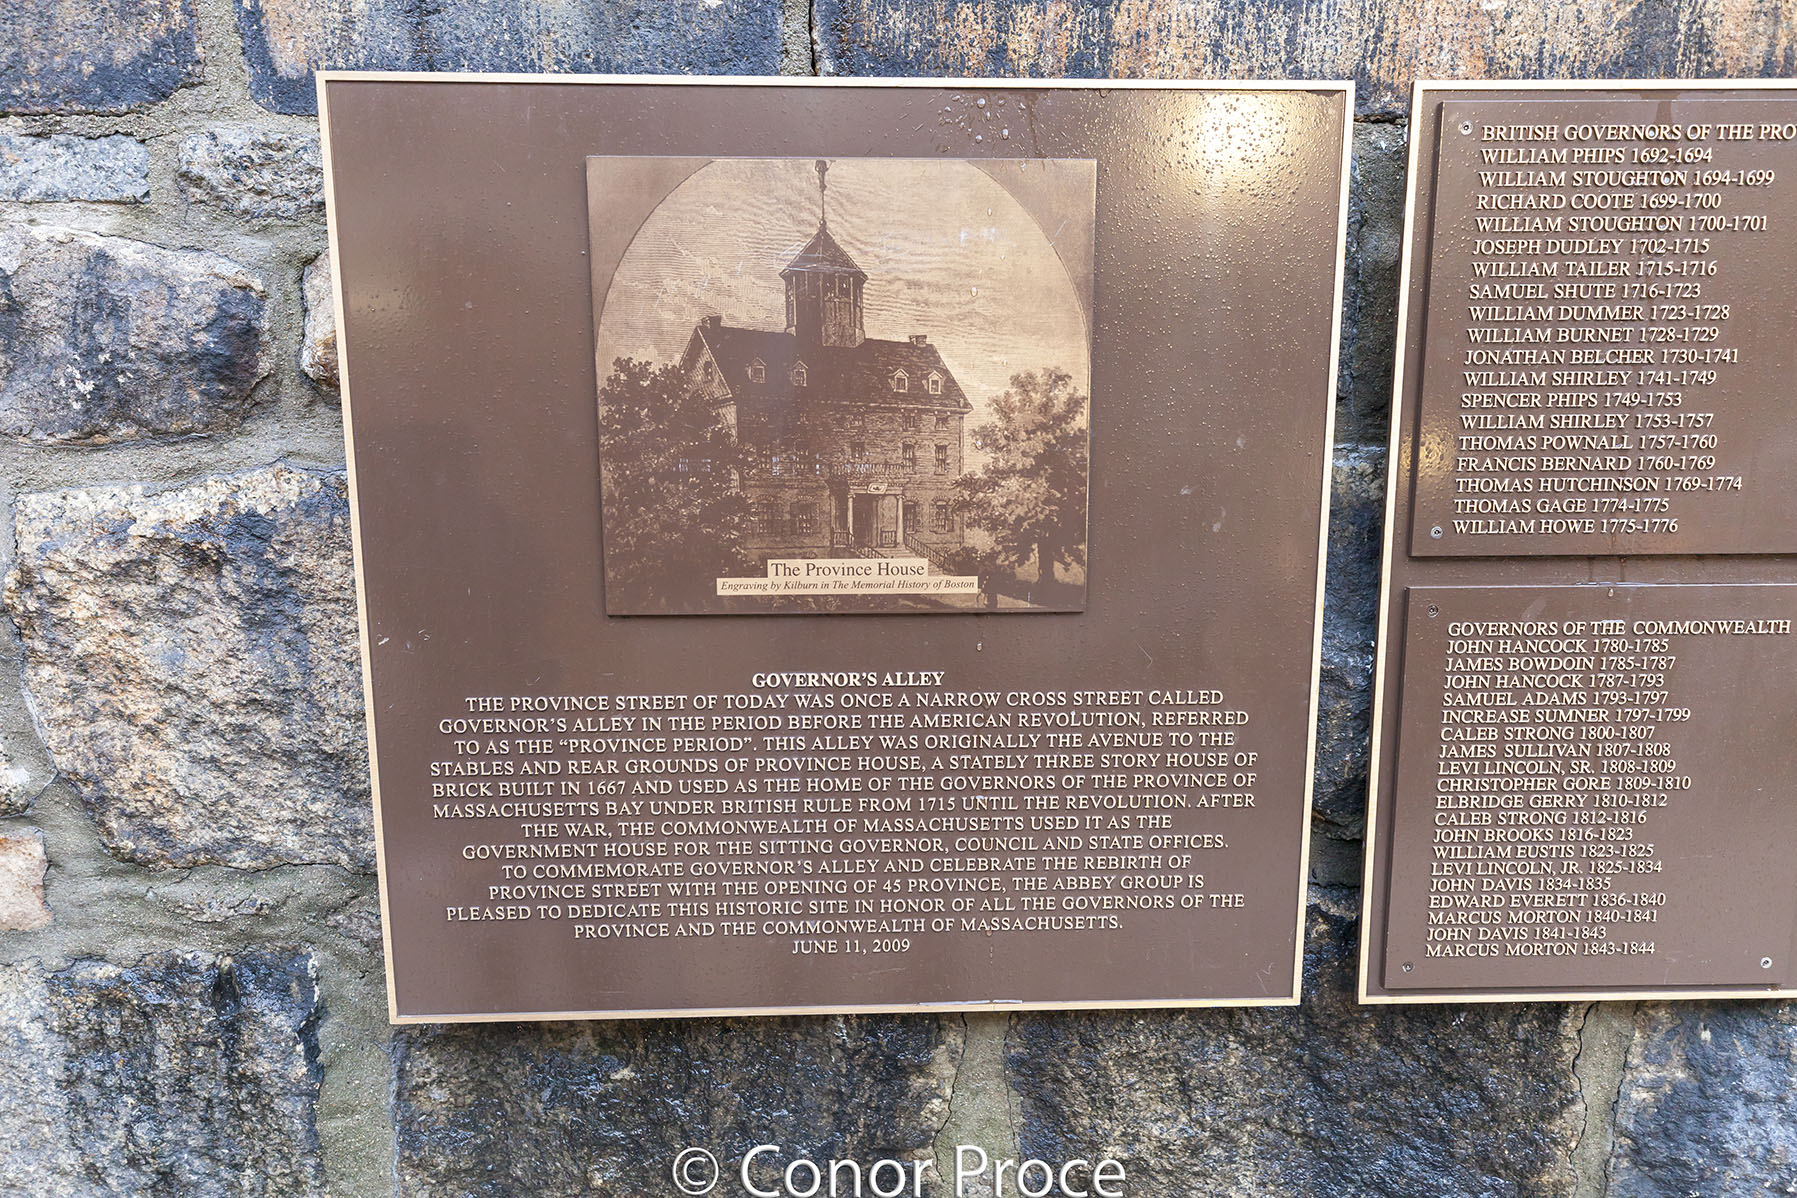 The Province House
Engraving by Kilburn in The Memorial History of Boston
GOVERNOR'S ALLEY
THE PROVINCE STREET OF TODAY WAS ONCE A NARROW CROSS STREET CALLED
GOVERNOR'S ALLEY IN THE PERIOD BEFORE THE AMERICAN REVOLUTION, REFERRED
TO AS THE "PROVINCE PERIOD". THIS ALLEY WAS ORIGINALLY THE AVENUE TO THE
STABLES AND REAR GROUNDS OF PROVINCE HOUSE, A STATELY THREE STORY HOUSE OF
BRICK BUILT IN 1667 AND USED AS THE HOME OF THE GOVERNORS OF THE PROVINCE OF
MASSACHUSETTS BAY UNDER BRITISH RULE FROM 1715 UNTIL THE REVOLUTION. AFTER
THE WAR, THE COMMONWEALTH OF MASSACHUSETTS USED IT AS THE
GOVERNMENT HOUSE FOR THE SITTING GOVERNOR, COUNCIL AND STATE OFFICES.
TO COMMEMORATE GOVERNOR'S ALLEY AND CELEBRATE THE REBIRTH OF
PROVINCE STREET WITH THE OPENING OF 45 PROVINCE, THE ABBEY GROUP IS
PLEASED TO DEDICATE THIS HISTORIC SITE IN HONOR OF ALL THE GOVERNORS OF THE
PROVINCE AND THE COMMONWEALTH OF MASSACHUSETTS.
JUNE 11, 2009
BRITISH GOVERNORS OF THE PRO
WILLIAM PHIPS 1692-1694
WILLIAM STOUGHTON 1694-1699
RICHARD COOTE 1699-1700
WILLIAM STOUGHTON 1700-1701
JOSEPH DUDLEY 1702-1715
WILLIAM TAILER 1715-1716
SAMUEL SHUTE 1716-1723
WILLIAM DUMMER 1723-1728
WILLIAM BURNET 1728-1729
JONATHAN BELCHER 1730-1741
WILLIAM SHIRLEY 1741-1749
SPENCER PHIPS 1749-1753
WILLIAM SHIRLEY 1753-1757
THOMAS POWNALL 1757-1760
FRANCIS BERNARD 1760-1769
THOMAS HUTCHINSON 1769-1774
THOMAS GAGE 1774-1775
WILLIAM HOWE 1775-1776
GOVERNORS OF THE COMMONWEALTH
JOHN HANCOCK 1780-1785
JAMES BOWDOIN 1785-1787
JOHN HANCOCK 1787-1793
SAMUEL ADAMS 1793-1797
INCREASE SUMNER 1797-1799
CALEB STRONG 1800-1807
JAMES SULLIVAN 1807-1808
LEVI LINCOLN, SR. 1808-1809
CHRISTOPHER GORE 1809-1810
ELBRIDGE GERRY 1810-1812
CALEB STRONG 1812-1816
JOHN BROOKS 1816-1823
WILLIAM EUSTIS 1823-1825
LEVI LINCOLN, JR. 1825-1834
JOHN DAVIS 1834-1835
EDWARD EVERETT 1836-1840
MARCUS MORTON 1840-1841
JOHN DAVIS 1841-1843
MARCUS MORTON 1843-1844
© Conor Proce